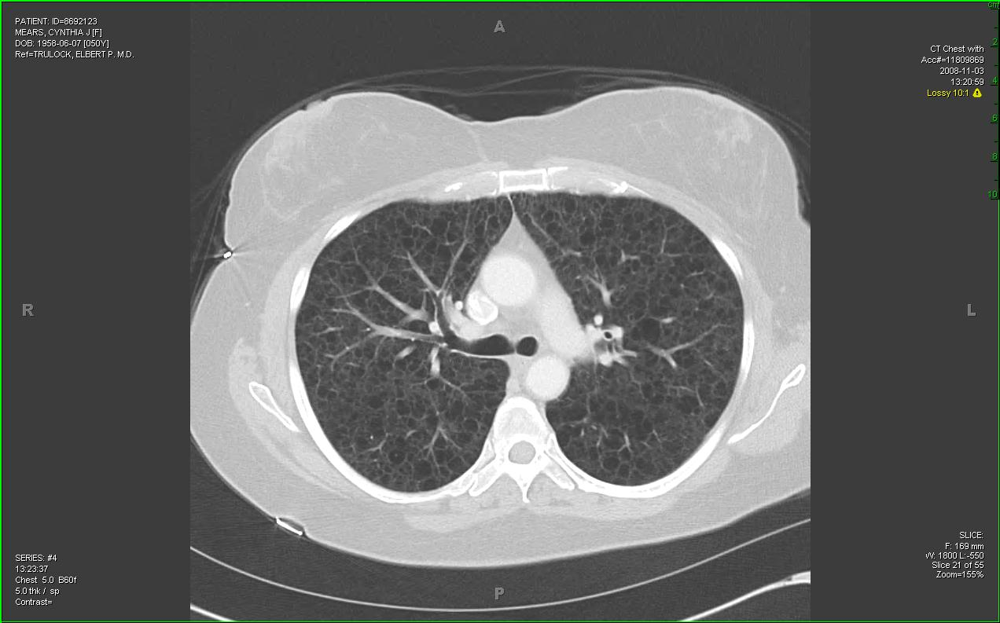 PATIENT: ID=8692123
MEARS, CYNTHIA J [F]
DOB: 1958-06-07 [050Y]
Ref=TRULOCK, ELBERT P. M.D.
A
cm
2
4
6
8
10
CT Chest with
Acc#=11809869
2008-11-03
13:20:59
Lossy 10:1
R
L
SERIES: #4
13:23:37
Chest 5.0 B60f
5.0 thk / sp
Contrast=
P
SLICE:
F: 169 mm
W: 1800 L:-550
Slice 21 of 55
Zoom=155%